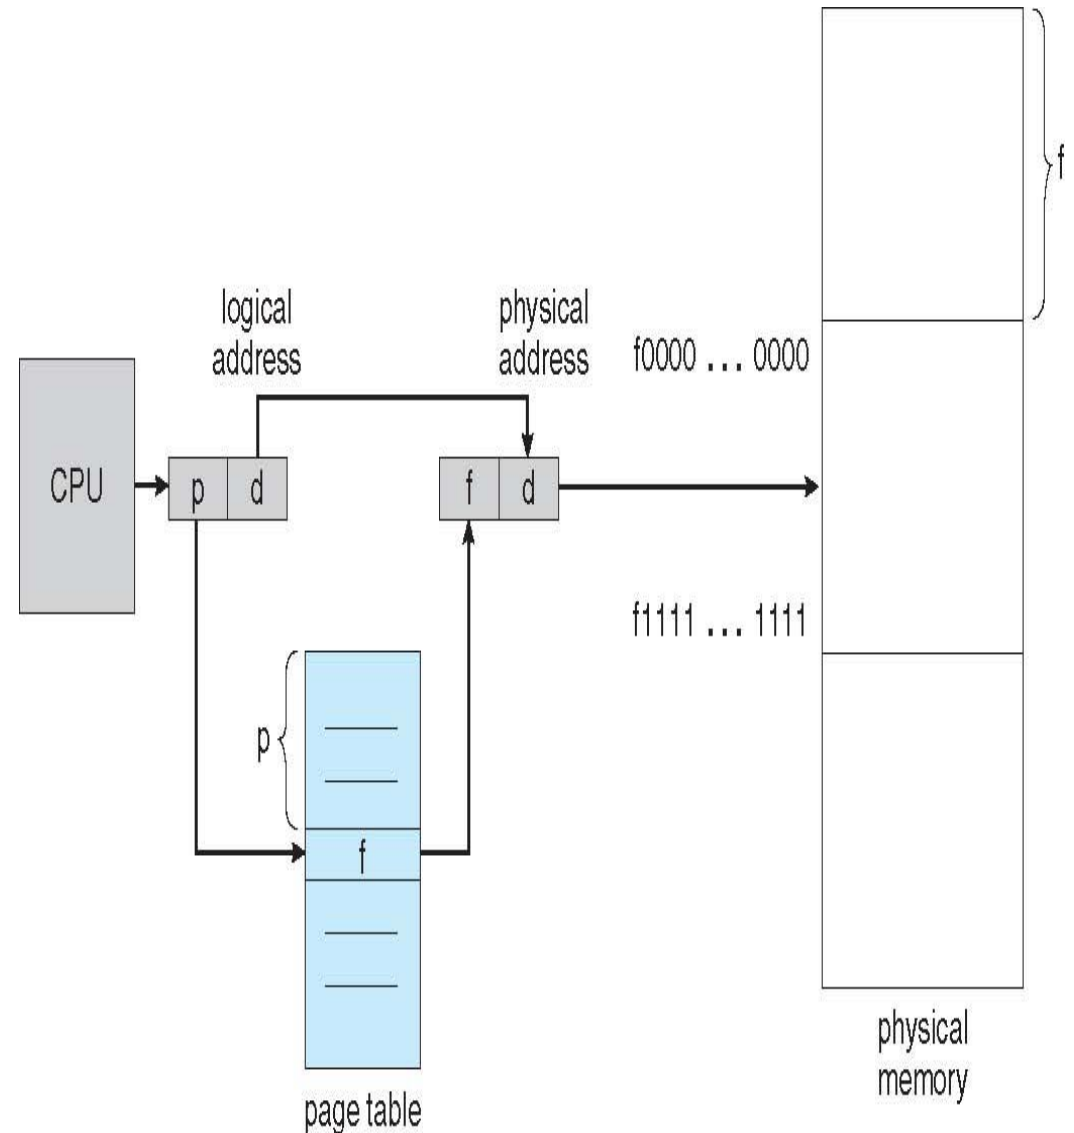 f
logical
address
physical
address
f0000 ... 0000
CPU
p
d
f
d
f1111 ... 1111
p
f
physical
memory
page table